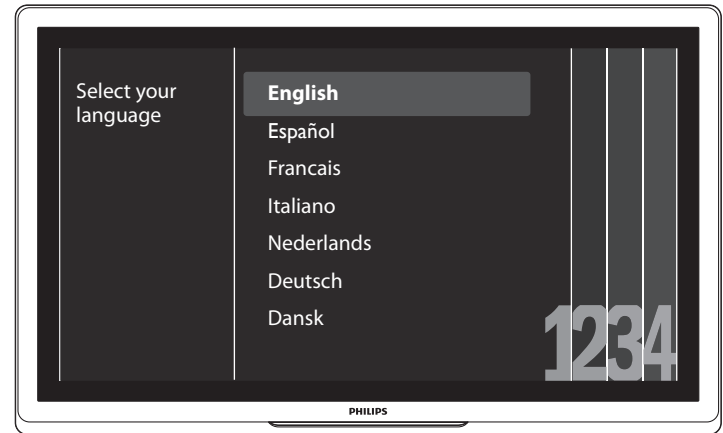 Select your
language
English
Español
Francais
Italiano
Nederlands
Deutsch
Dansk
1234
PHILIPS